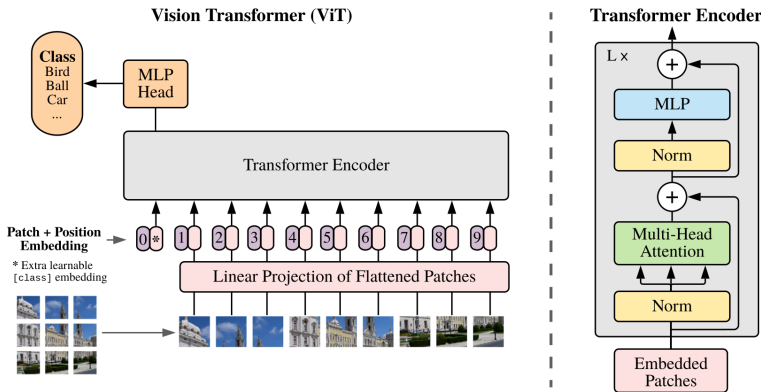 Vision Transformer (ViT)
Class
Bird
Ball
Car
...
MLP
Head
Transformer Encoder
Patch + Position
Embedding
0 * 1 2 3 4 5 6 7 8 9
* Extra learnable
[class] embedding
Linear Projection of Flattened Patches
Transformer Encoder
L ×
+
MLP
Norm
+
Multi-Head
Attention
Norm
Embedded
Patches